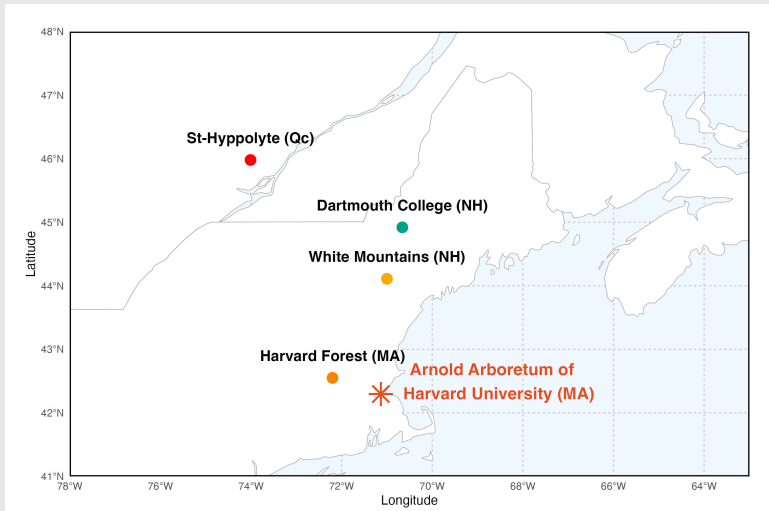 48°N
47°N
46°N
45°N
44°N
43°N
42°N
41°N
Latitude
St-Hyppolyte (Qc)
Dartmouth College (NH)
White Mountains (NH)
Harvard Forest (MA)
Arnold Arboretum of
Harvard University (MA)
78°W 76°W 74°W 72°W 70°W 68°W 66°W 64°W
Longitude